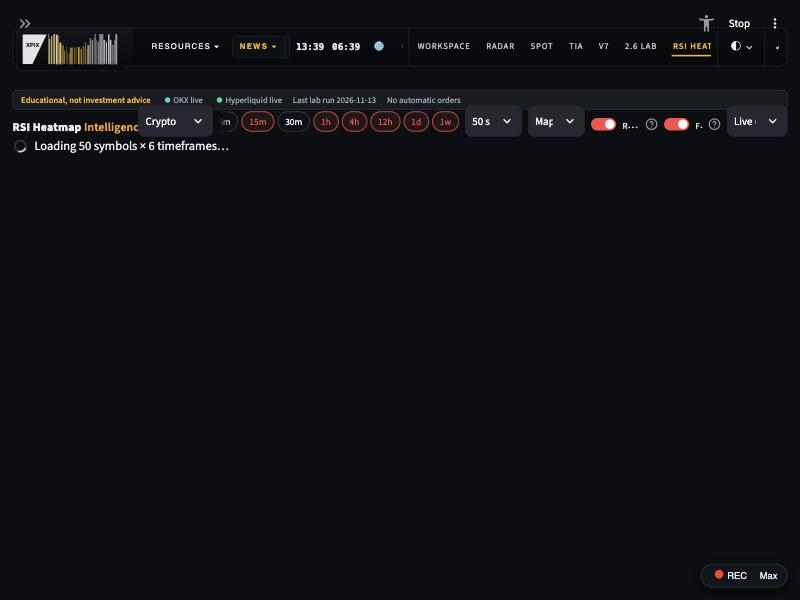 Stop
XPIX RESOURCES NEWS 13:39 06:39 WORKSPACE RADAR SPOT TIA V7 2.6 LAB RSI HEAT
Educational, not investment advice OKX live Hyperliquid live Last lab run 2026-11-13 No automatic orders
RSI Heatmap Intelligenc Crypto m 15m 30m 1h 4h 12h 1d 1w 50 s Map R… ? F. ? Live
Loading 50 symbols × 6 timeframes…
REC Max